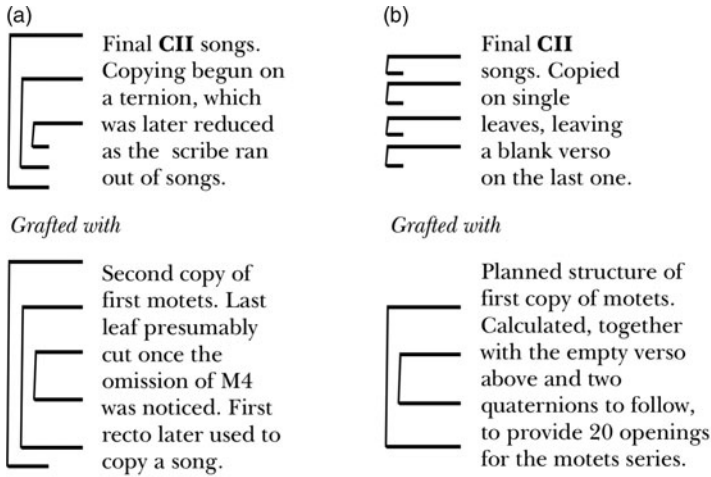 (a)
Final CII songs.
Copying begun on
a ternion, which
was later reduced
as the scribe ran
out of songs.
Grafted with
Second copy of
first motets. Last
leaf presumably
cut once the
omission of M4
was noticed. First
recto later used to
copy a song.
(b)
Final CII
songs. Copied
on single
leaves, leaving
a blank verso
on the last one.
Grafted with
Planned structure of
first copy of motets.
Calculated, together
with the empty verso
above and two
quaternions to follow,
to provide 20 openings
for the motets series.